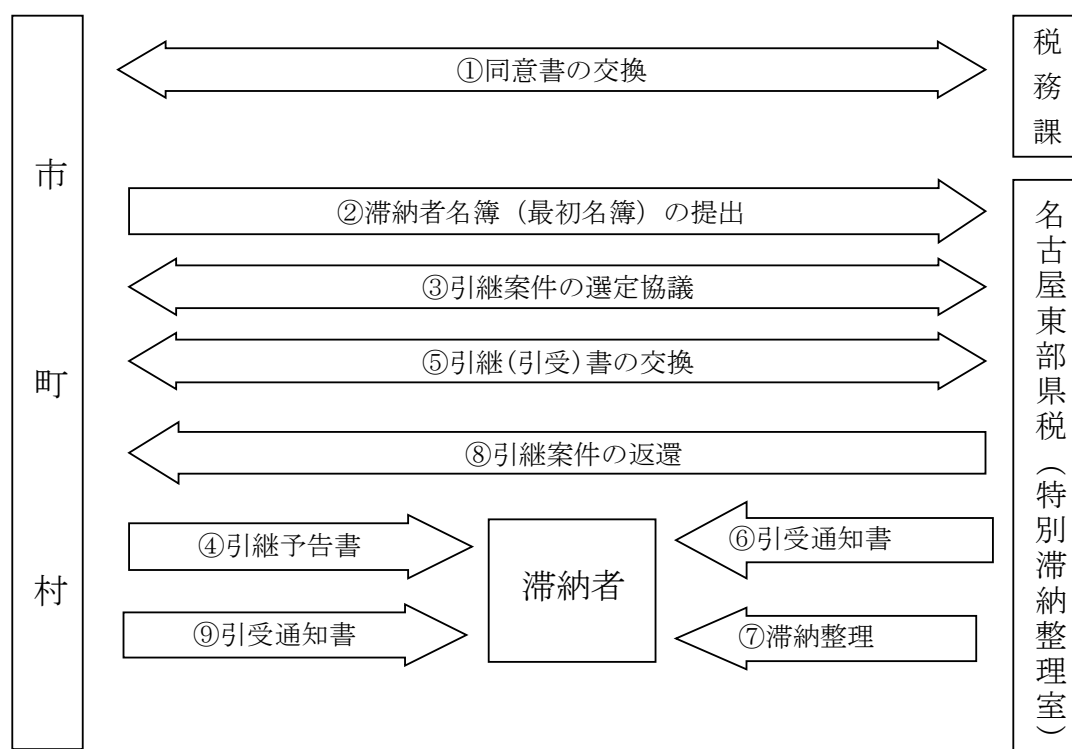 市町村
①同意書の交換
税務課
②滞納者名簿（最初名簿）の提出
③引継案件の選定協議
⑤引継(引受)書の交換
⑧引継案件の返還
④引継予告書
⑨引受通知書
滞納者
⑥引受通知書
⑦滞納整理
名古屋東部県税（特別滞納整理室）